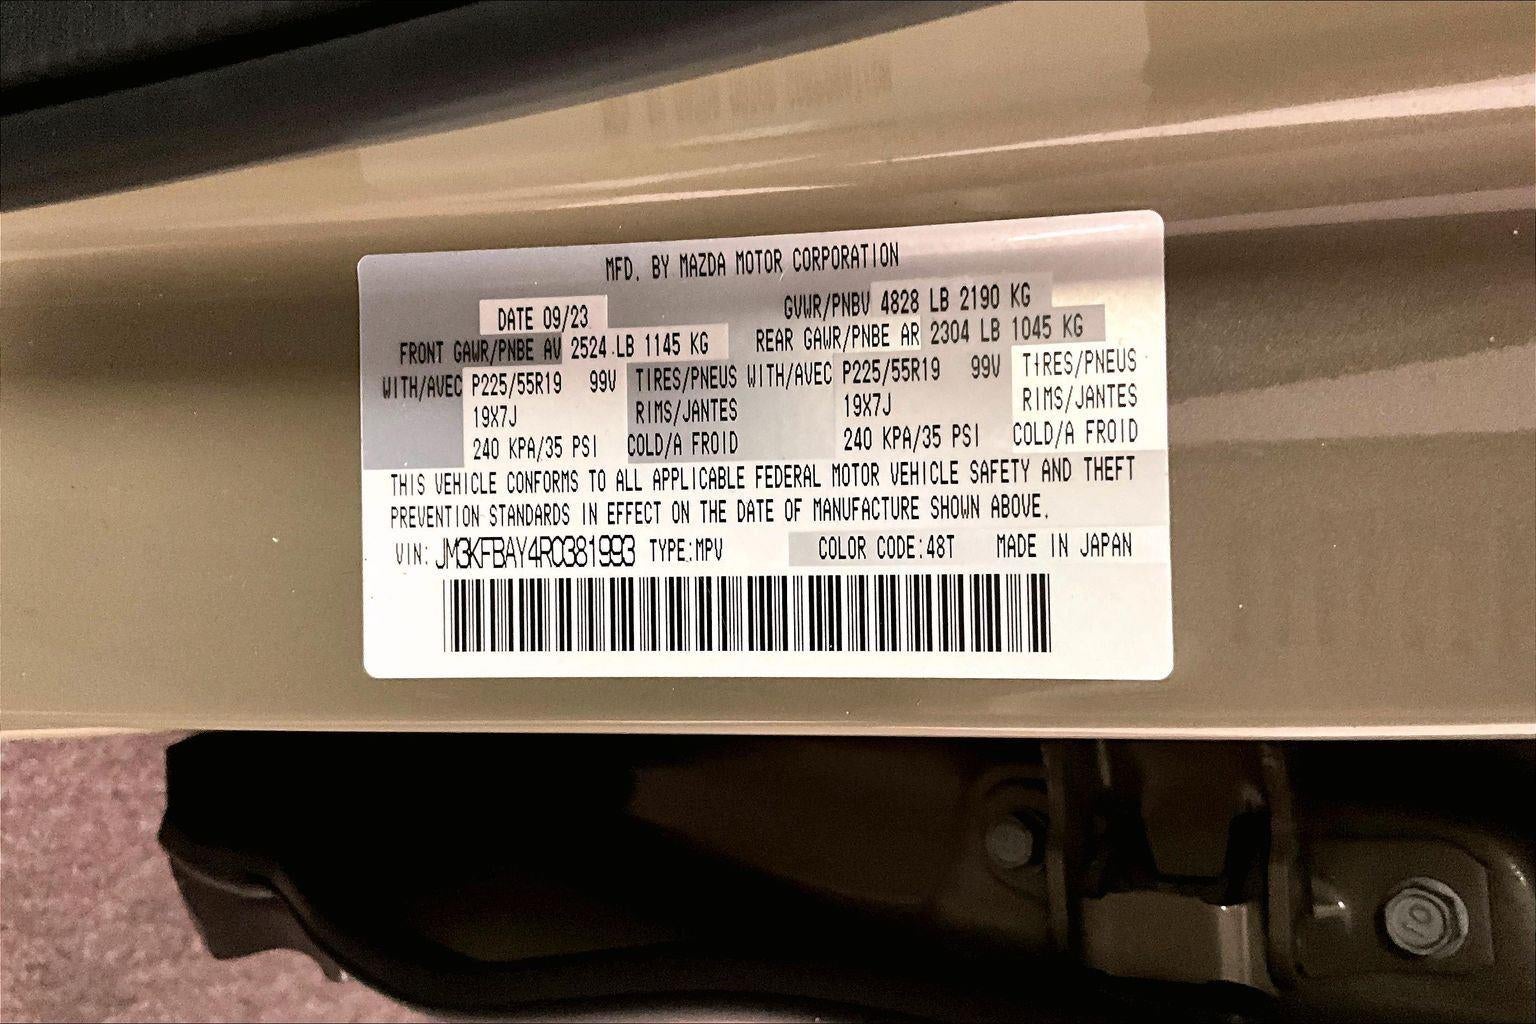 MFD. BY MAZDA MOTOR CORPORATION
DATE 09/23 GVWR/PNBV 4828 LB 2190 KG
FRONT GAWR/PNBE AV 2524 LB 1145 KG REAR GAWR/PNBE AR 2304 LB 1045 KG
WITH/AVEC P225/55R19 99V TIRES/PNEUS WITH/AVEC P225/55R19 99V TIRES/PNEUS
19X7J RIMS/JANTES 19X7J RIMS/JANTES
240 KPA/35 PSI COLD/A FROID 240 KPA/35 PSI COLD/A FROID
THIS VEHICLE CONFORMS TO ALL APPLICABLE FEDERAL MOTOR VEHICLE SAFETY AND THEFT
PREVENTION STANDARDS IN EFFECT ON THE DATE OF MANUFACTURE SHOWN ABOVE.
VIN: JM3KFBAY4R0381993 TYPE:MPV COLOR CODE:48T MADE IN JAPAN
10